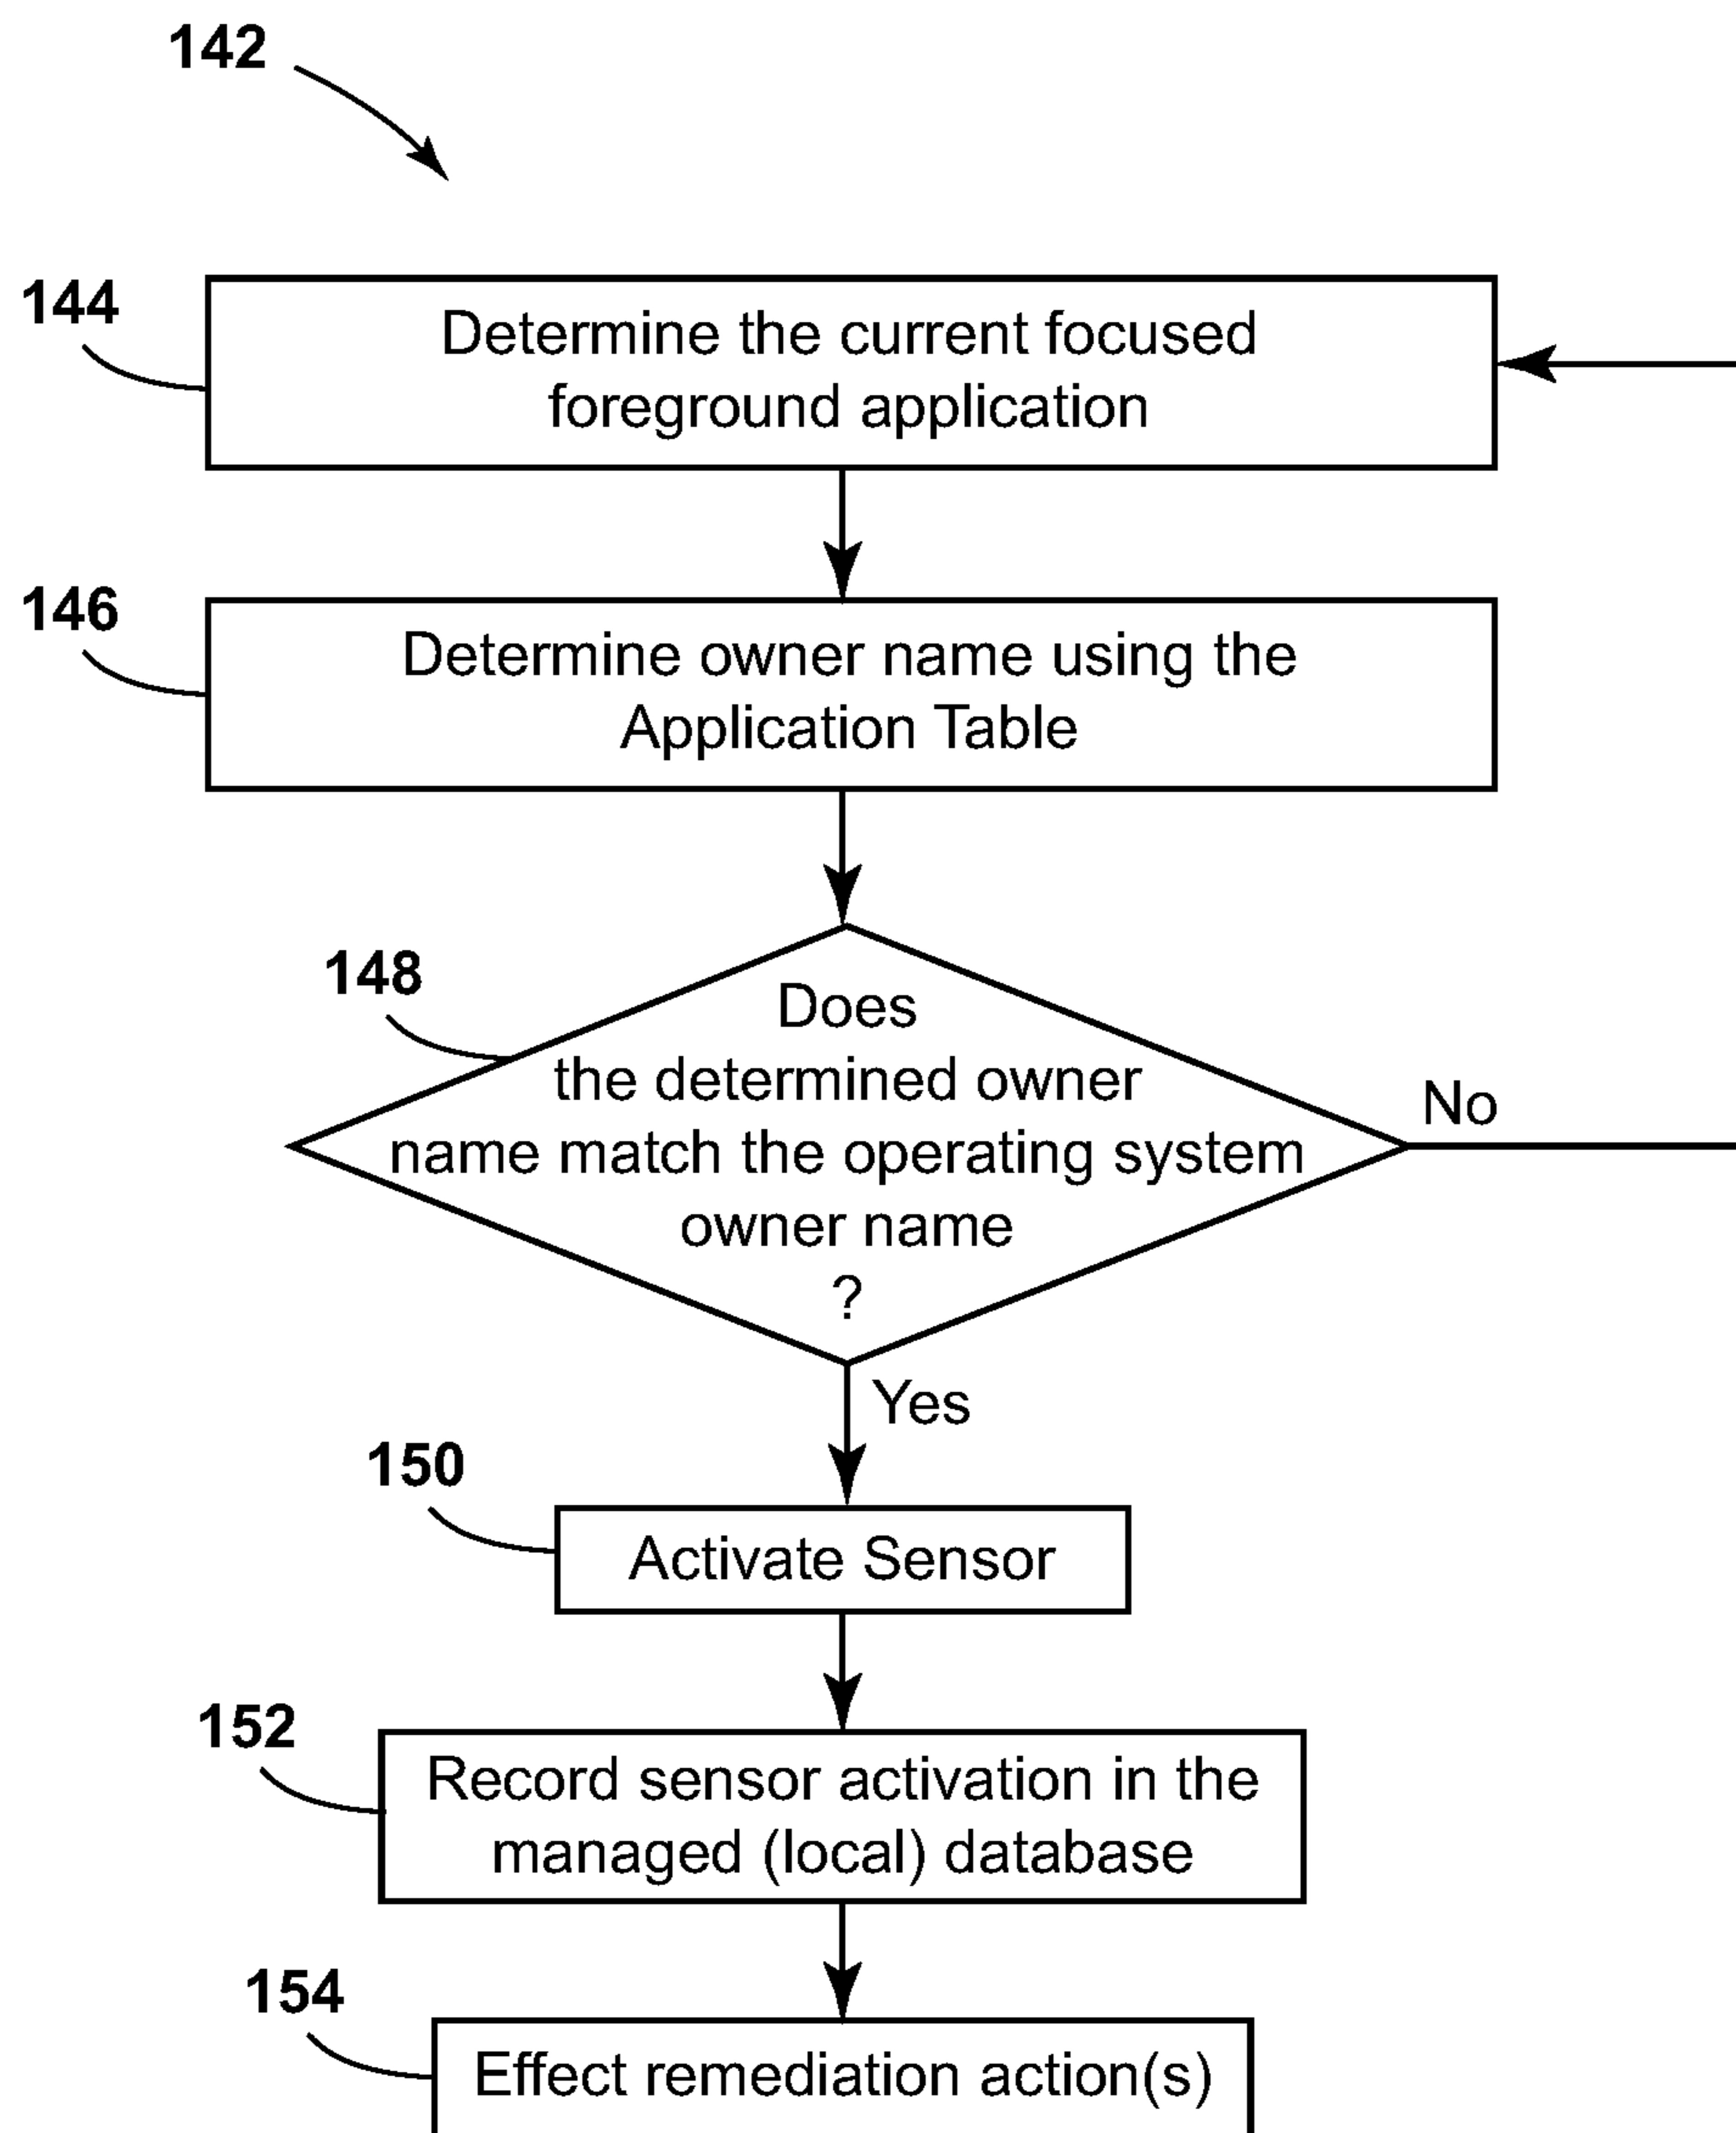 142
144
Determine the current focused
foreground application
146
Determine owner name using the
Application Table
148
Does
the determined owner
name match the operating system
owner name
?
No
Yes
150
Activate Sensor
152
Record sensor activation in the
managed (local) database
154
Effect remediation action(s)